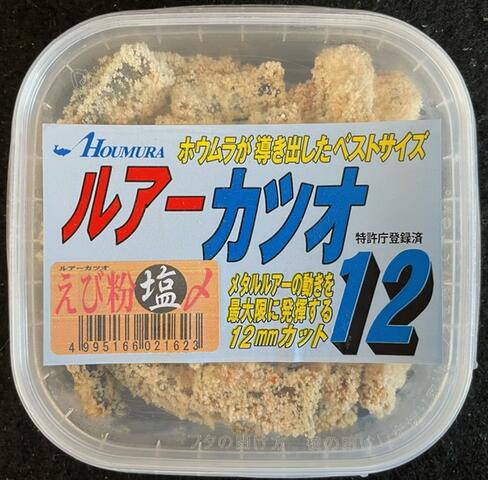 HOUMURA
ホウムラが導き出したベストサイズ
ルアーカツオ
特許庁登録済
ルアーカツオ
えび粉塩〆
4995166021623
メタルルアーの動きを
最大限に発揮する
12mmカット
12